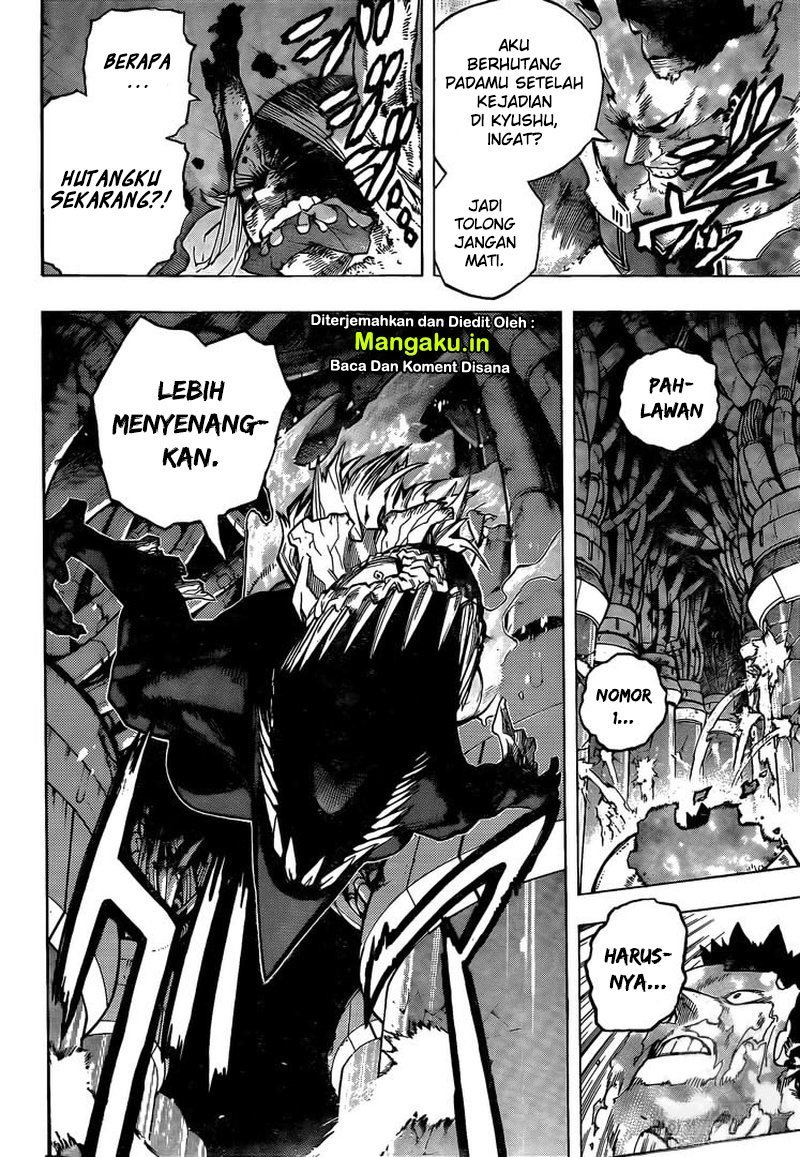 AKU
BERHUTANG
PADAMU SETELAH
KEJADIAN
DI KYUSHU,
INGAT?
JADI
TOLONG
JANGAN
MATI.
BERAPA
...
HUTANGKU
SEKARANG?!
PAH-
LAWAN
NOMOR
1...
HARUS-
NYA...
Diterjemahkan dan Diedit Oleh :
Mangaku.in
Baca Dan Koment Disana
LEBIH
MENYENANG-
KAN.